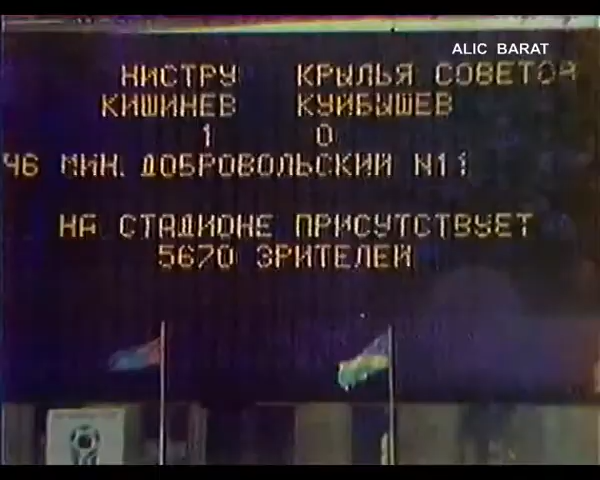 ALIC BARAT
НИСТРУ КРЫЛЬЯ СОВЕТОВ
КИШИНЕВ КУЙБЫШЕВ
1 0
46 МИН. ДОБРОВОЛЬСКИЙ N11
НА СТАДИОНЕ ПРИСУТСТВУЕТ
5670 ЗРИТЕЛЕЙ